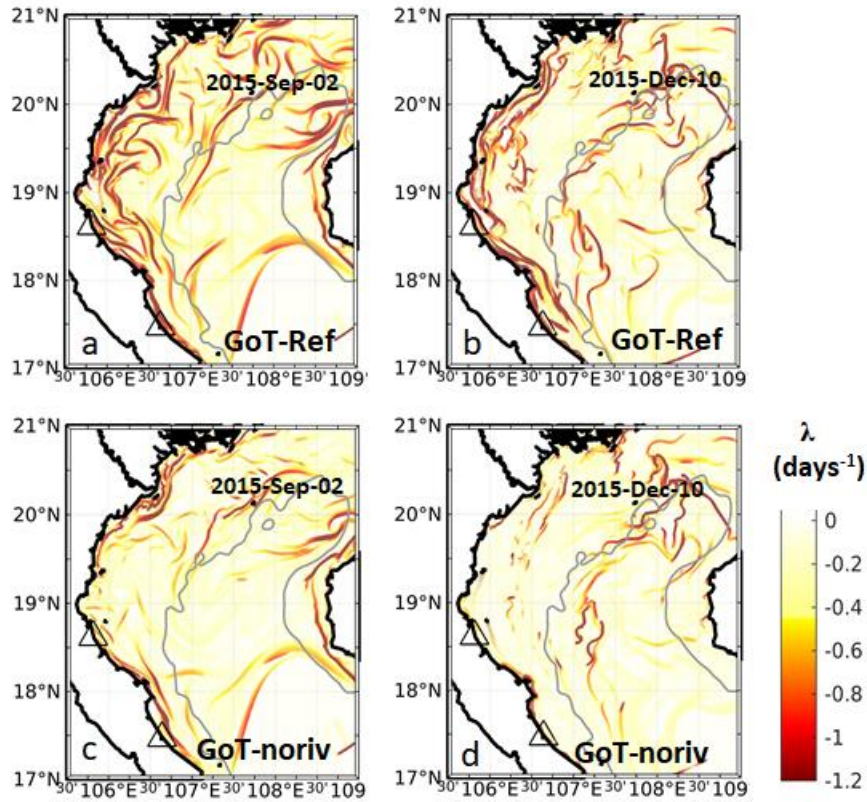 21°N
20°N
19°N
18°N
17°N
2015-Sep-02
a
GoT-Ref
30' 106°E 30' 107°E 30' 108°E 30' 109
21°N
20°N
19°N
18°N
17°N
2015-Dec-10
b
GoT-Ref
30' 106°E 30' 107°E 30' 108°E 30' 109
21°N
20°N
19°N
18°N
17°N
2015-Sep-02
c
GoT-noriv
30' 106°E 30' 107°E 30' 108°E 30' 109
21°N
20°N
19°N
18°N
17°N
2015-Dec-10
d
GoT-noriv
30' 106°E 30' 107°E 30' 108°E 30' 109
λ
(days⁻¹)
0
-0.2
-0.4
-0.6
-0.8
-1
-1.2